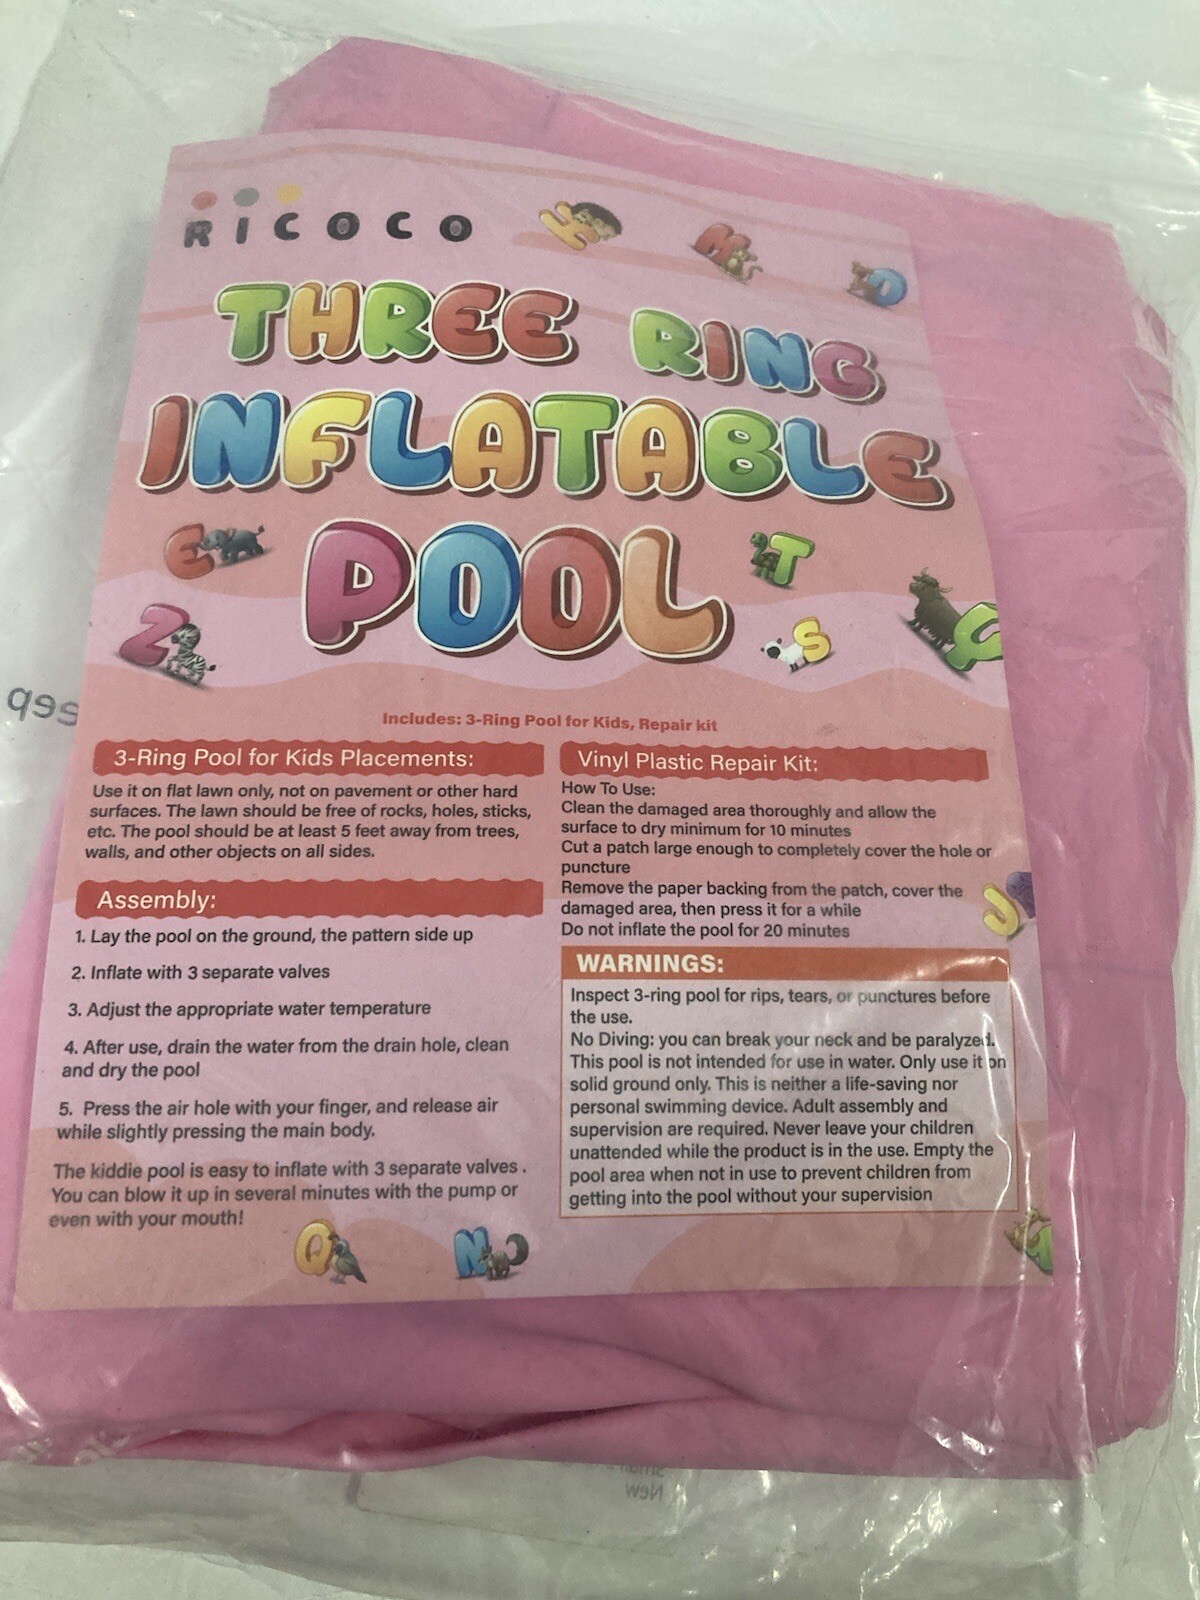 RICOCO
THREE RING
INFLATABLE
POOL
Includes: 3-Ring Pool for Kids, Repair kit
3-Ring Pool for Kids Placements:
Use it on flat lawn only, not on pavement or other hard
surfaces. The lawn should be free of rocks, holes, sticks,
etc. The pool should be at least 5 feet away from trees,
walls, and other objects on all sides.
Assembly:
1. Lay the pool on the ground, the pattern side up
2. Inflate with 3 separate valves
3. Adjust the appropriate water temperature
4. After use, drain the water from the drain hole, clean
and dry the pool
5. Press the air hole with your finger, and release air
while slightly pressing the main body.
The kiddie pool is easy to inflate with 3 separate valves .
You can blow it up in several minutes with the pump or
even with your mouth!
Vinyl Plastic Repair Kit:
How To Use:
Clean the damaged area thoroughly and allow the
surface to dry minimum for 10 minutes
Cut a patch large enough to completely cover the hole or
puncture
Remove the paper backing from the patch, cover the
damaged area, then press it for a while
Do not inflate the pool for 20 minutes
WARNINGS:
Inspect 3-ring pool for rips, tears, or punctures before
the use.
No Diving: you can break your neck and be paralyzed.
This pool is not intended for use in water. Only use it on
solid ground only. This is neither a life-saving nor
personal swimming device. Adult assembly and
supervision are required. Never leave your children
unattended while the product is in the use. Empty the
pool area when not in use to prevent children from
getting into the pool without your supervision
H
M
O
E
T
Z
S
Y
J
Q
N
New